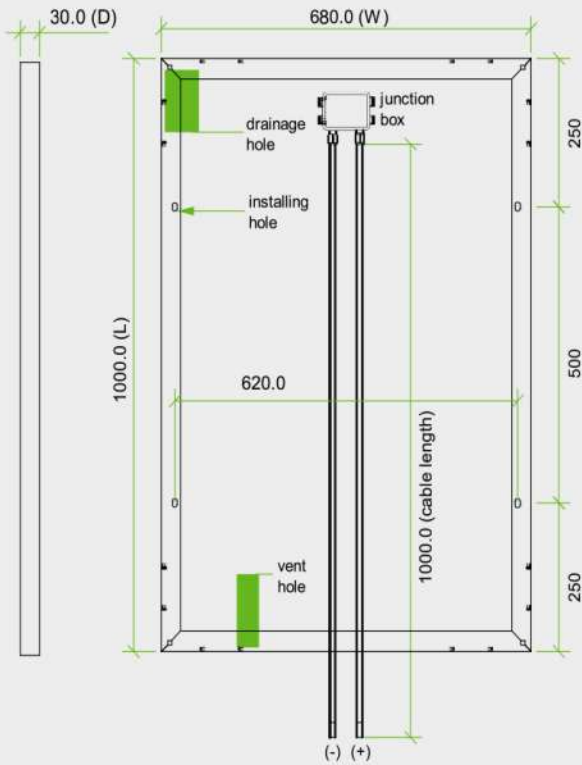 30.0 (D)
680.0 (W)
junction
box
drainage
hole
250
installing
hole
1000.0 (L)
620.0
500
1000.0 (cable length)
vent
hole
250
(-) (+)